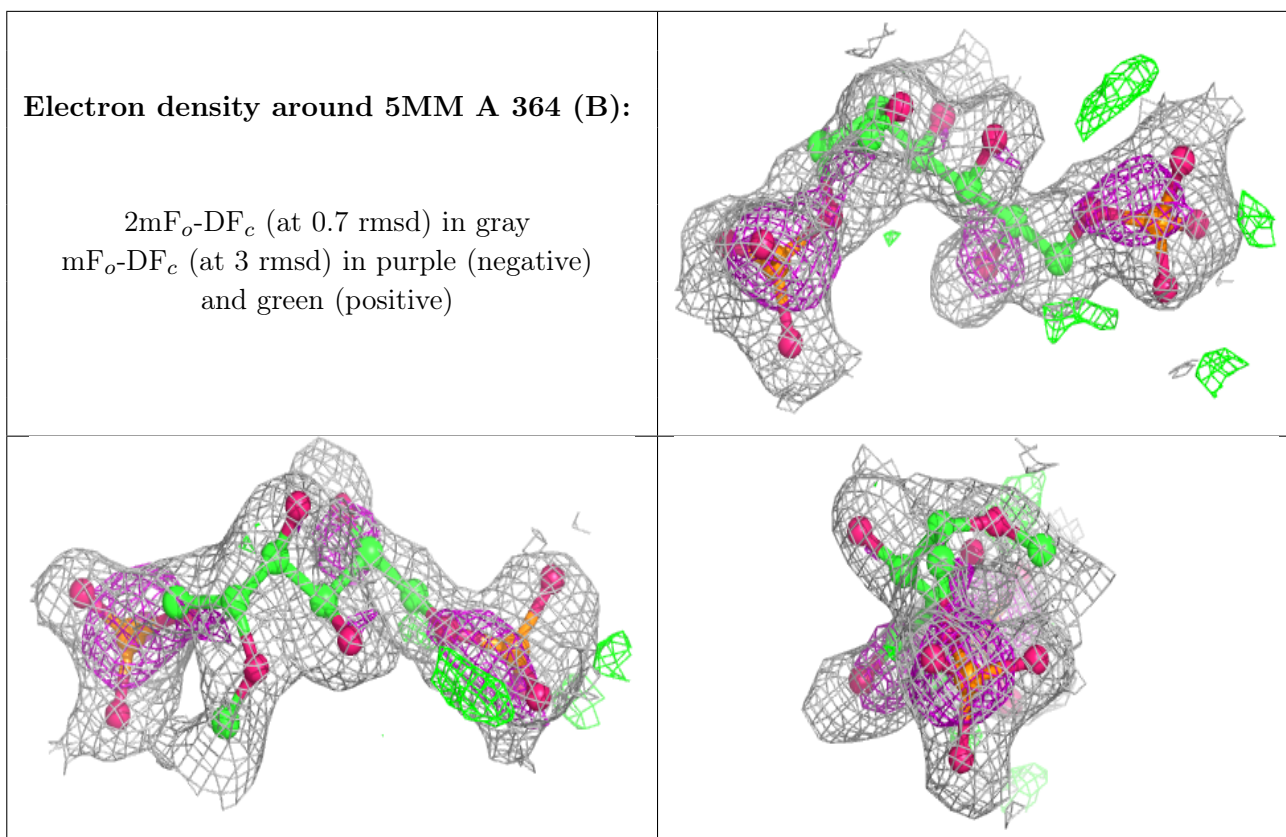 Electron density around 5MM A 364 (B):
2mFo-DFc (at 0.7 rmsd) in gray
mFo-DFc (at 3 rmsd) in purple (negative)
and green (positive)